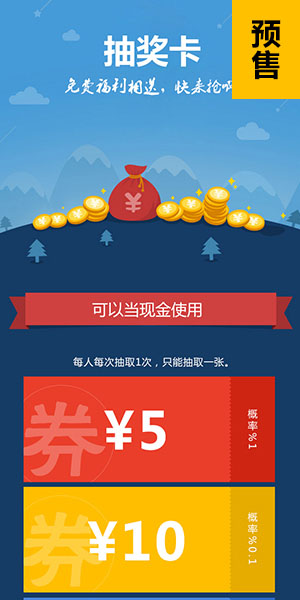 预售
抽奖卡
免费福利相送，快来抢啊
¥
可以当现金使用
每人每次抽取1次，只能抽取一张。
券
¥5
概率%1
券
¥10
概率%0.1